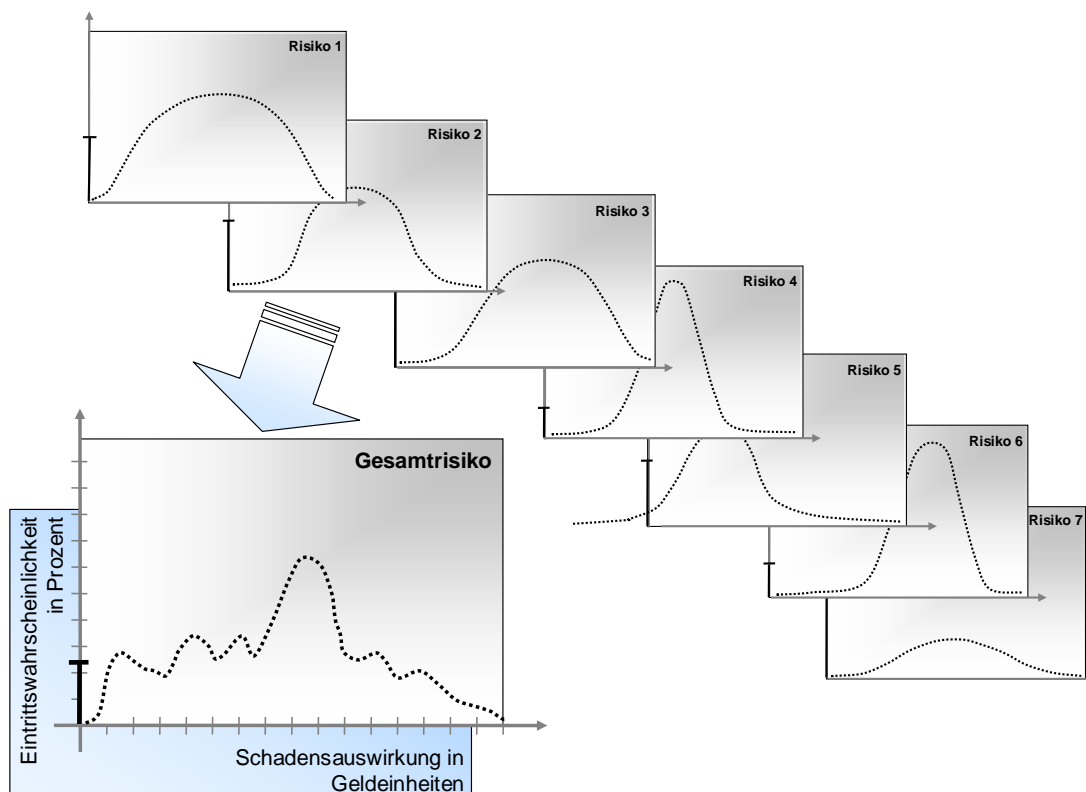 Risiko 1
Risiko 2
Risiko 3
Risiko 4
Risiko 5
Risiko 6
Risiko 7
Gesamtrisiko
Eintrittswahrscheinlichkeit
in Prozent
Schadensauswirkung in
Geldeinheiten